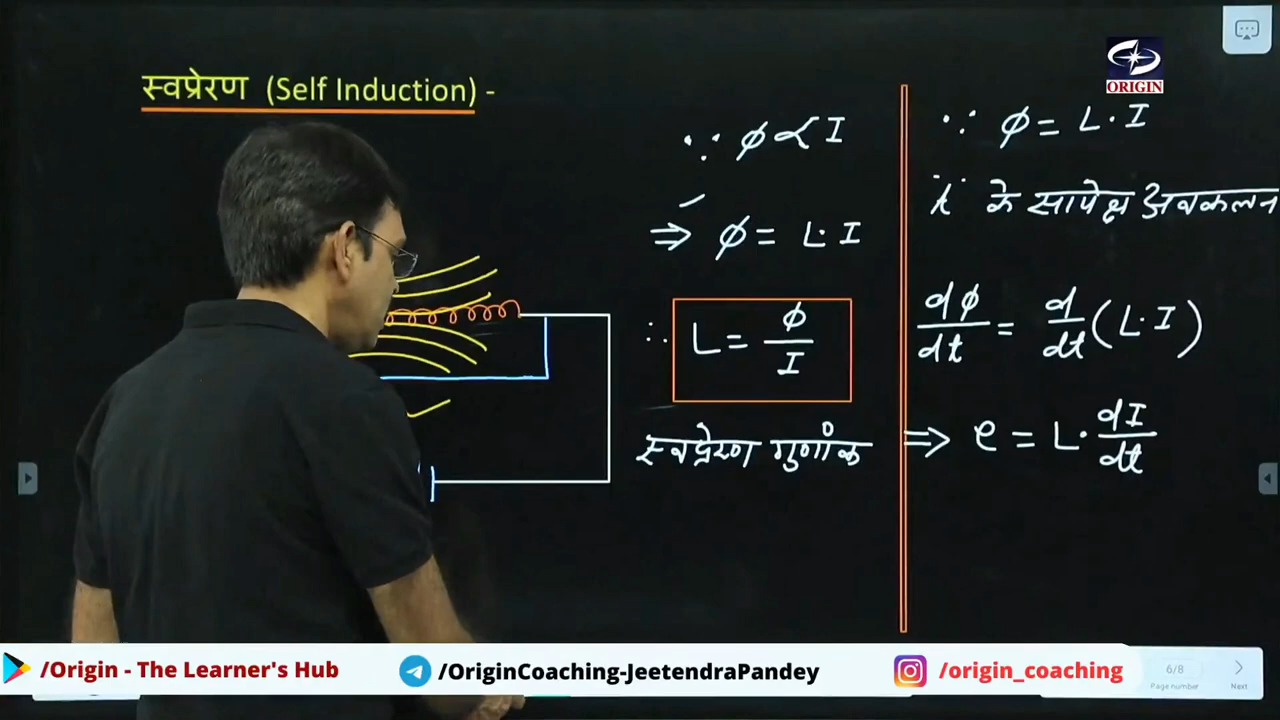 स्वप्रेरण (Self Induction) -
ORIGIN
∵ ϕ ∝ I
⇒ ϕ = L· I
∴ L = ϕ / I
स्वप्रेरण गुणांक
∵ ϕ = L · I
t के सापेक्ष अवकलन
dϕ/dt = d/dt (L· I)
⇒ e = L· dI/dt
/Origin - The Learner's Hub
/OriginCoaching-JeetendraPandey
/origin_coaching
6/8
Page number
Next